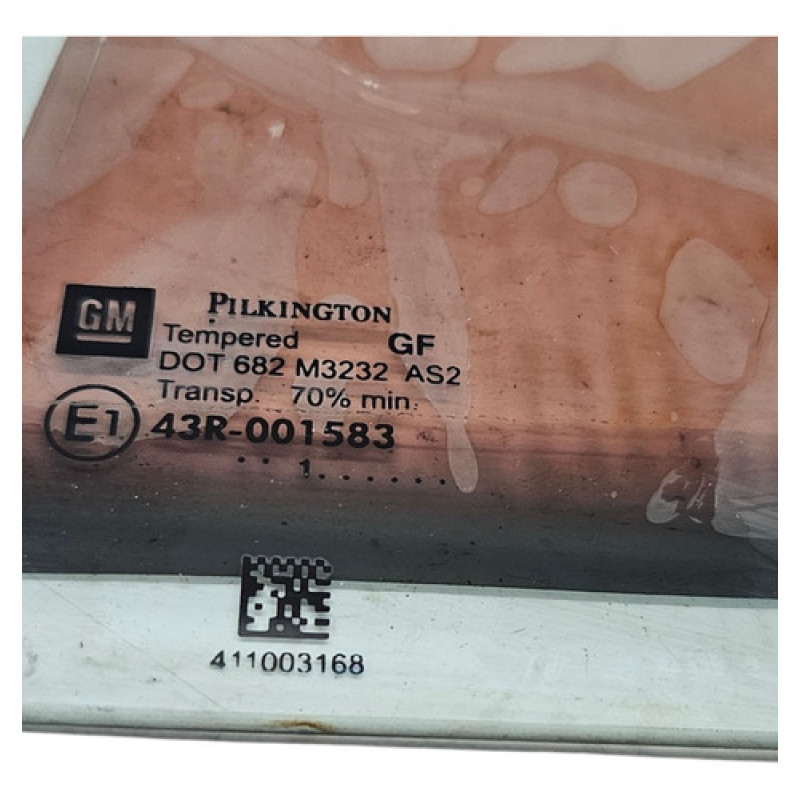 GM
PILKINGTON
Tempered GF
DOT 682 M3232 AS2
Transp. 70% min.
E1 43R-001583
.. 1.......
411003168